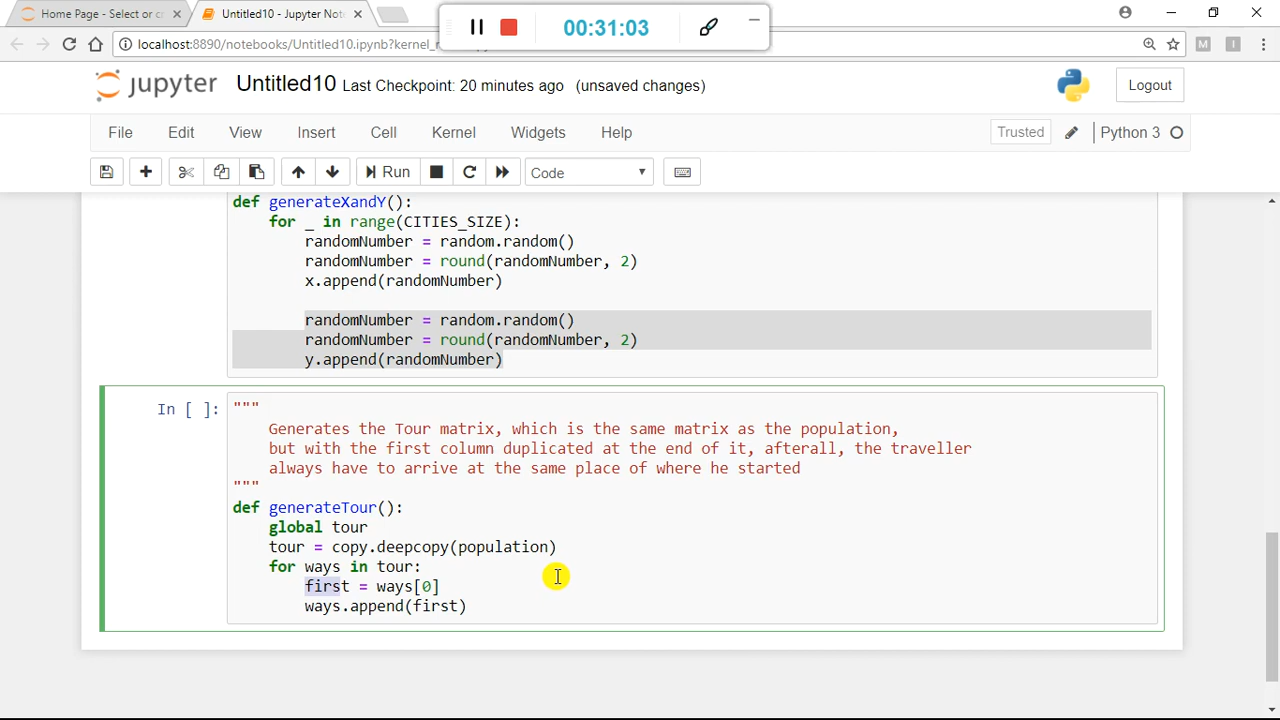 Home Page - Select or c
Untitled10 - Jupyter Not
00:31:03
localhost:8890/notebooks/Untitled10.ipynb?kernel_
M
I
jupyter Untitled10 Last Checkpoint: 20 minutes ago (unsaved changes)
Logout
File Edit View Insert Cell Kernel Widgets Help
Trusted
Python 3
Run
Code
def generateXandY():
for _ in range(CITIES_SIZE):
randomNumber = random.random()
randomNumber = round(randomNumber, 2)
x.append(randomNumber)
randomNumber = random.random()
randomNumber = round(randomNumber, 2)
y.append(randomNumber)
In [ ]: """
Generates the Tour matrix, which is the same matrix as the population,
but with the first column duplicated at the end of it, afterall, the traveller
always have to arrive at the same place of where he started
"""
def generateTour():
global tour
tour = copy.deepcopy(population)
for ways in tour:
first = ways[0]
ways.append(first)